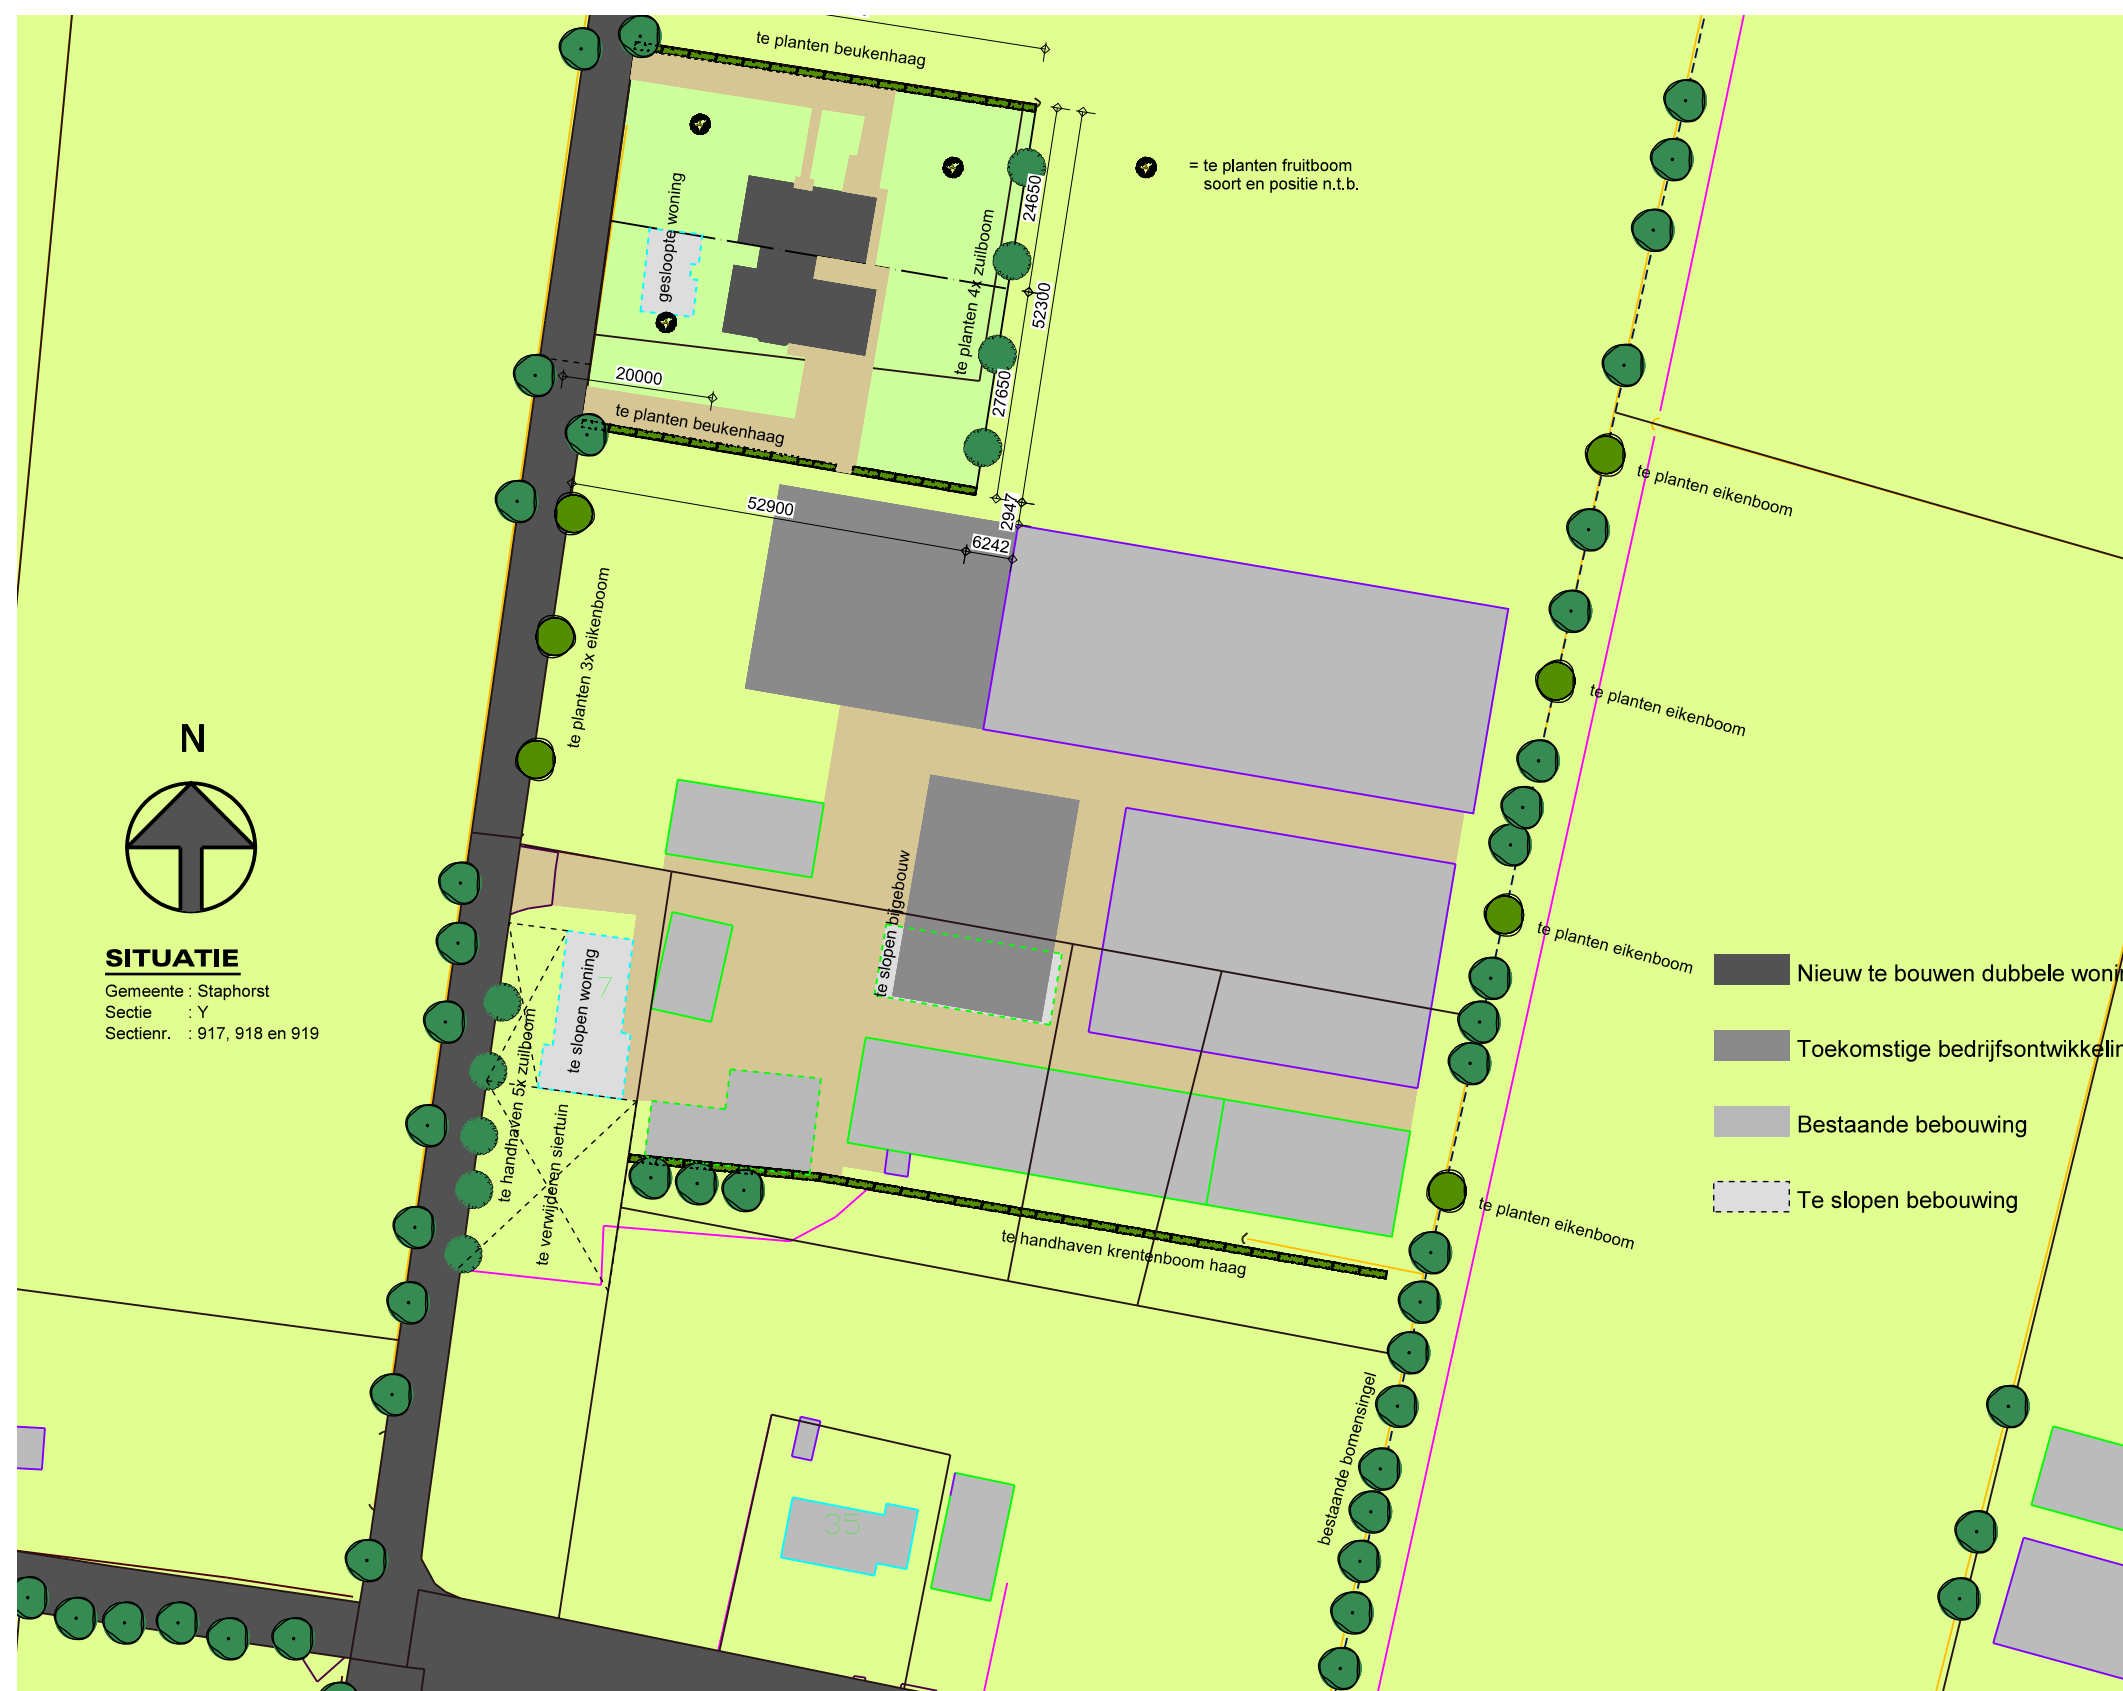 te planten beukenhaag
= te planten fruitboom
soort en positie n.t.b.
gesloopte woning
24650
te planten 4x zuilboom
52300
20000
27650
te planten beukenhaag
te planten eikenboom
52900
2947
6242
te planten 3x eikenboom
te planten eikenboom
N
te slopen bijgebouw
te planten eikenboom
SITUATIE
Gemeente : Staphorst
Sectie : Y
Sectienr. : 917, 918 en 919
7
te slopen woning
te handhaven 5x zuilboom
te verwijderen siertuin
Nieuw te bouwen dubbele wonin
Toekomstige bedrijfsontwikkelin
Bestaande bebouwing
Te slopen bebouwing
te planten eikenboom
te handhaven krentenboom haag
bestaande bomensingel
35